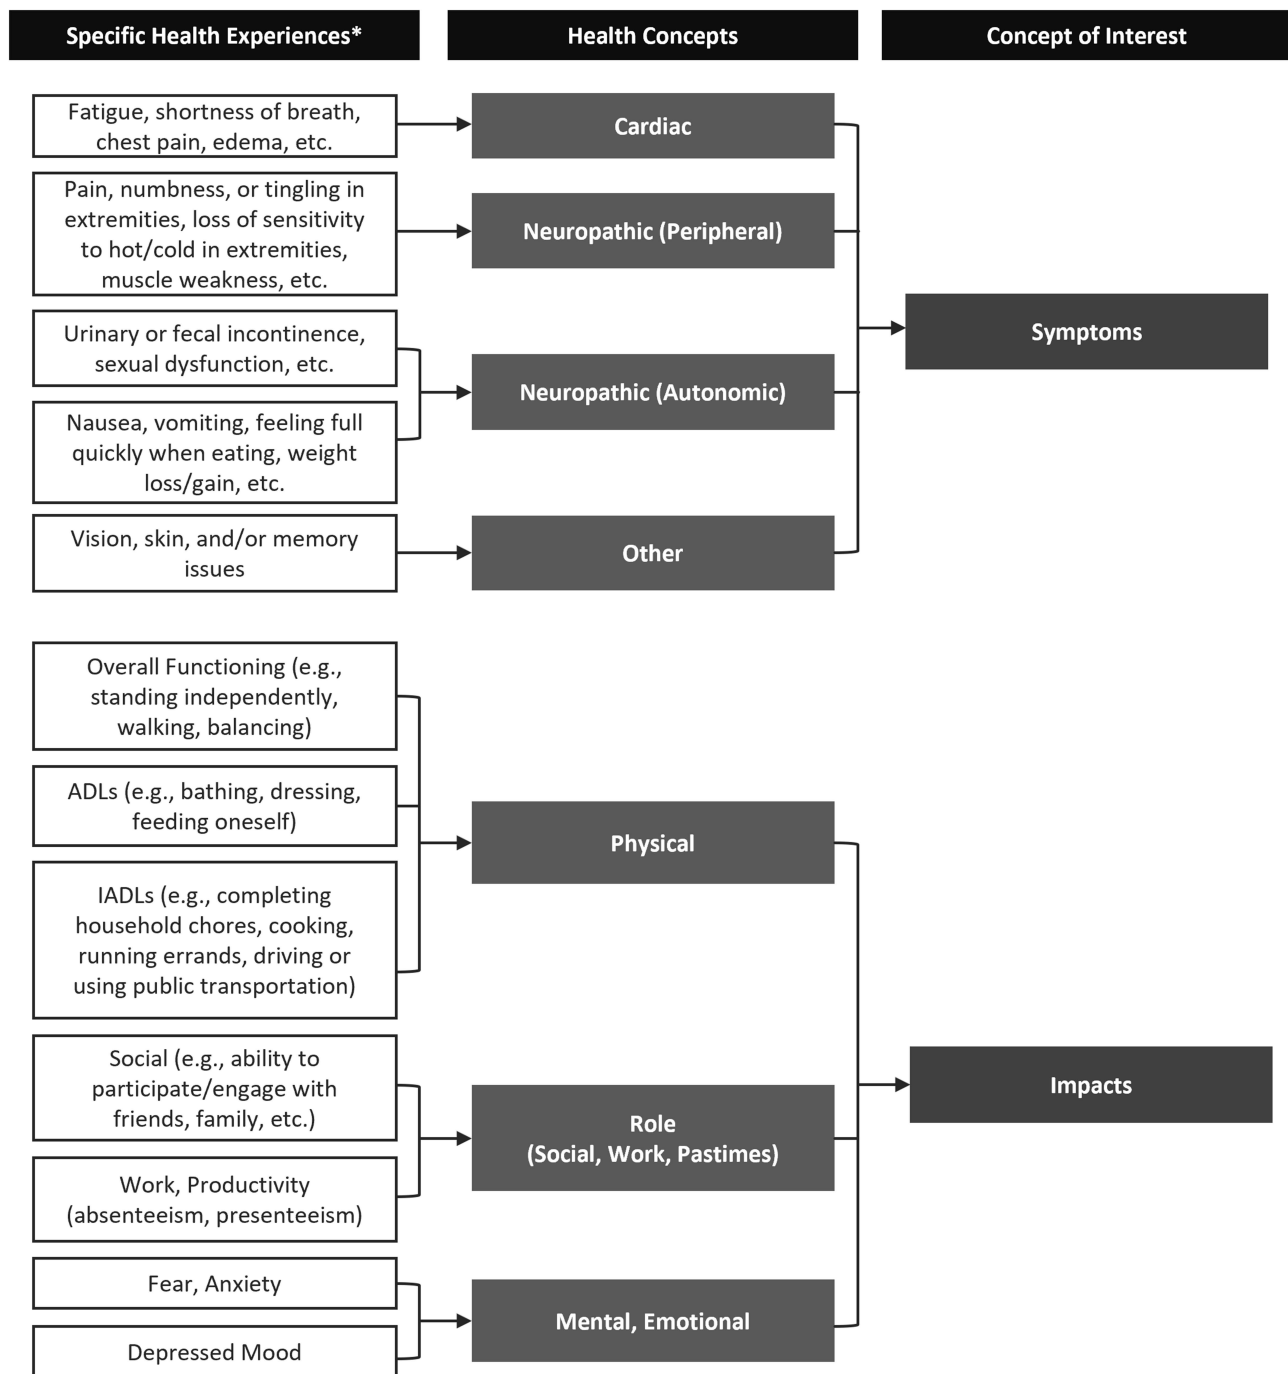 Specific Health Experiences*
Health Concepts
Concept of Interest
Fatigue, shortness of breath,
chest pain, edema, etc.
Cardiac
Pain, numbness, or tingling in
extremities, loss of sensitivity
to hot/cold in extremities,
muscle weakness, etc.
Neuropathic (Peripheral)
Urinary or fecal incontinence,
sexual dysfunction, etc.
Nausea, vomiting, feeling full
quickly when eating, weight
loss/gain, etc.
Neuropathic (Autonomic)
Vision, skin, and/or memory
issues
Other
Symptoms
Overall Functioning (e.g.,
standing independently,
walking, balancing)
ADLs (e.g., bathing, dressing,
feeding oneself)
IADLs (e.g., completing
household chores, cooking,
running errands, driving or
using public transportation)
Physical
Social (e.g., ability to
participate/engage with
friends, family, etc.)
Work, Productivity
(absenteeism, presenteeism)
Role
(Social, Work, Pastimes)
Fear, Anxiety
Depressed Mood
Mental, Emotional
Impacts